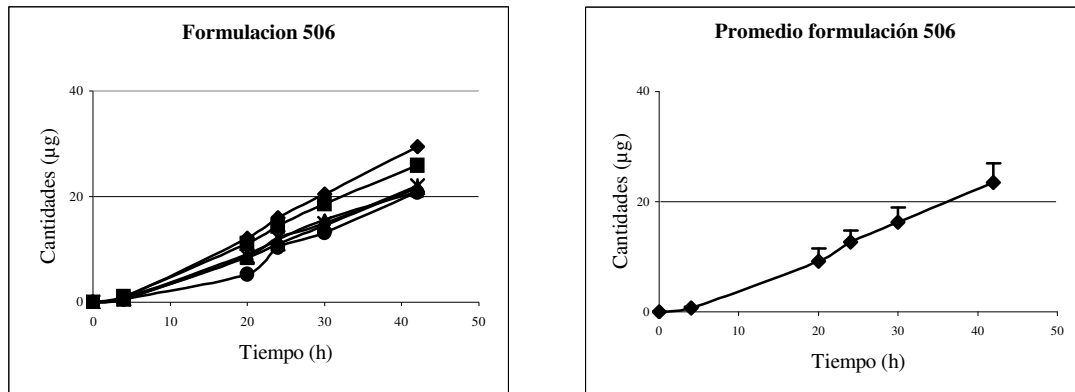 Formulacion 506
Cantidades (µg)
40
20
0
0 10 20 30 40 50
Tiempo (h)
Promedio formulación 506
Cantidades (µg)
40
20
0
0 10 20 30 40 50
Tiempo (h)